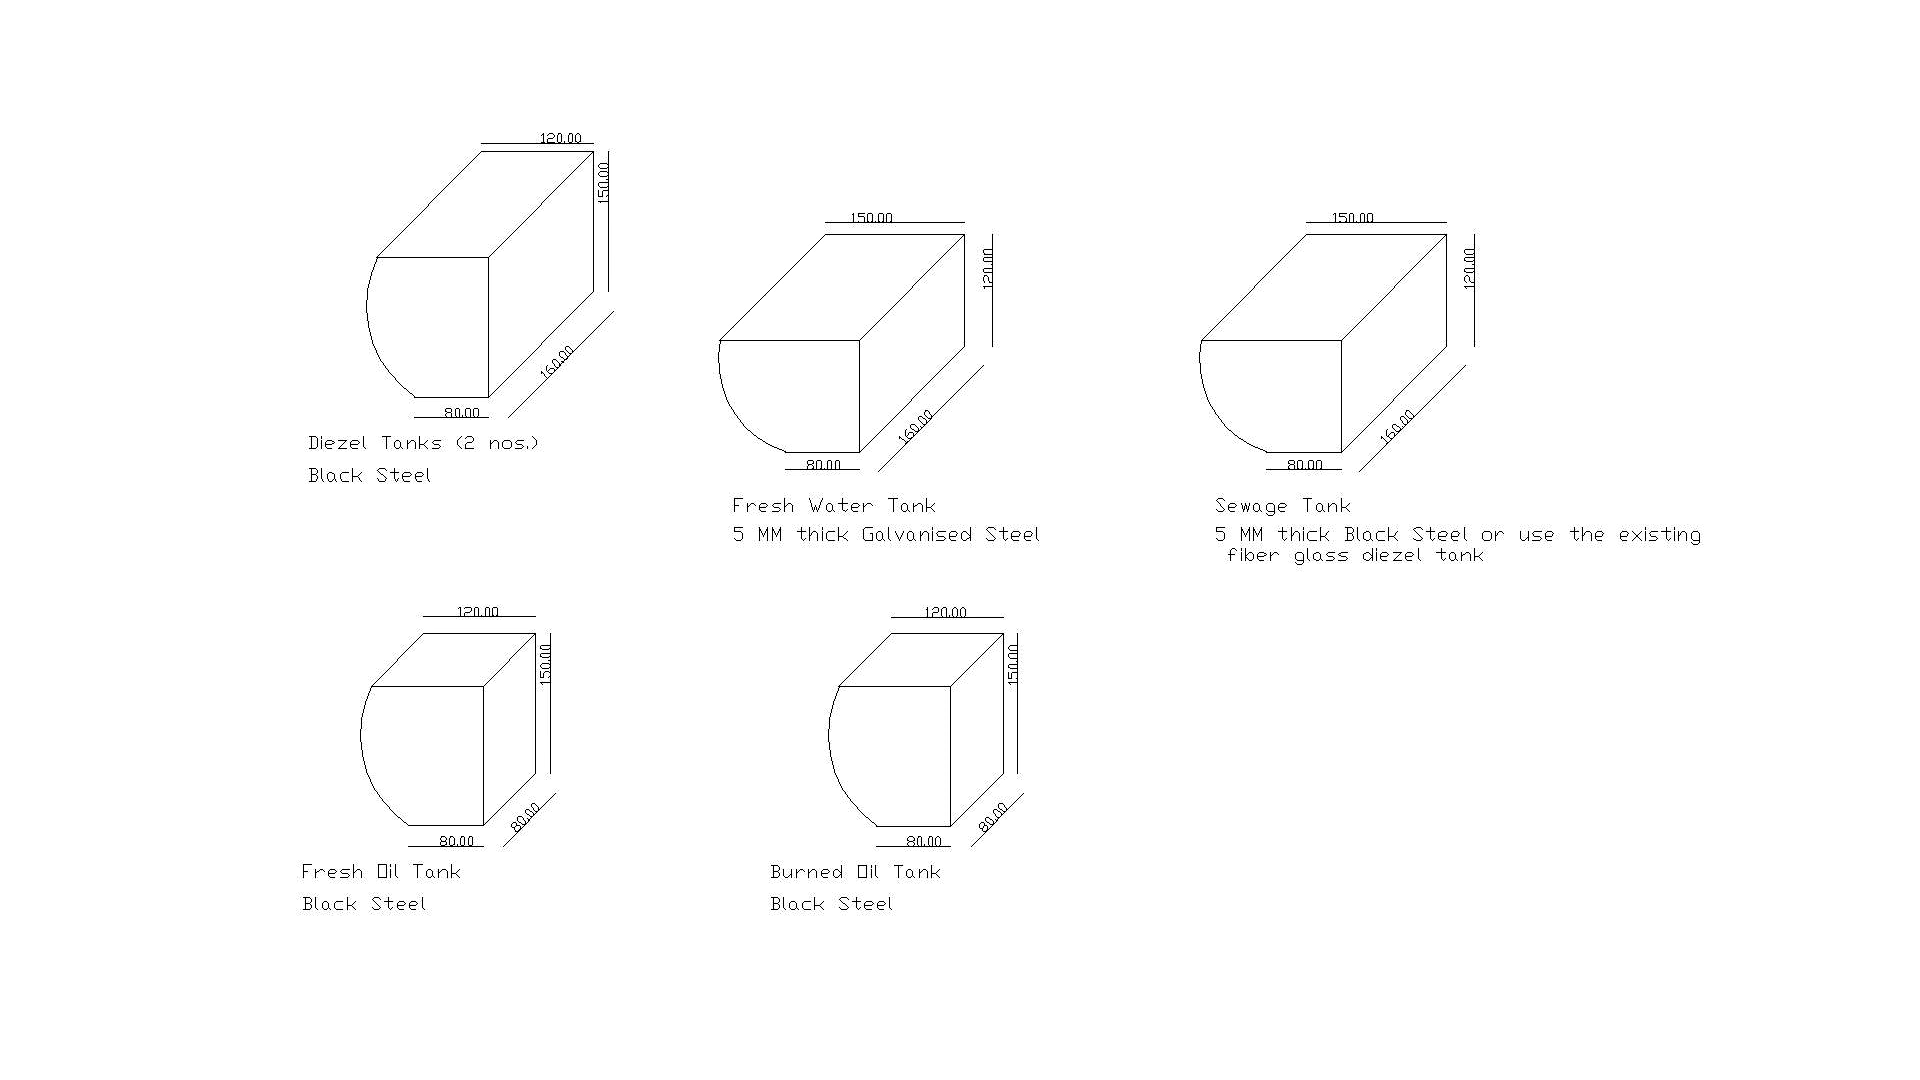 120.00
150.00
160.00
80.00
Diezel Tanks (2 nos.)
Black Steel
150.00
120.00
160.00
80.00
Fresh Water Tank
5 MM thick Galvanised Steel
150.00
120.00
160.00
80.00
Sewage Tank
5 MM thick Black Steel or use the existing
fiber glass diezel tank
120.00
150.00
80.00
80.00
Fresh Oil Tank
Black Steel
120.00
150.00
80.00
80.00
Burned Oil Tank
Black Steel